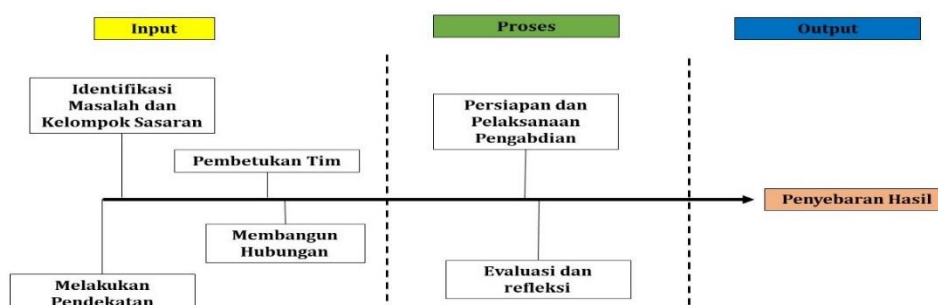 Input
Proses
Output
Identifikasi
Masalah dan
Kelompok Sasaran
Persiapan dan
Pelaksanaan
Pengabdian
Pembetukan Tim
Penyebaran Hasil
Membangun
Hubungan
Evaluasi dan
refleksi
Melakukan
Pendekatan